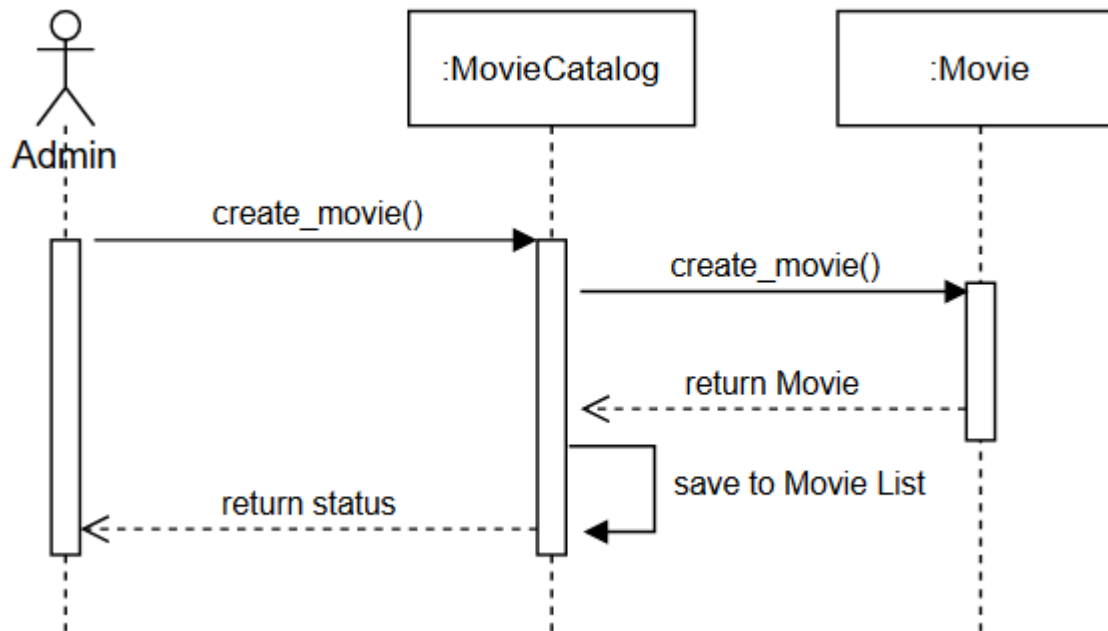 :MovieCatalog
:Movie
Admin
create_movie()
create_movie()
return Movie
save to Movie List
return status